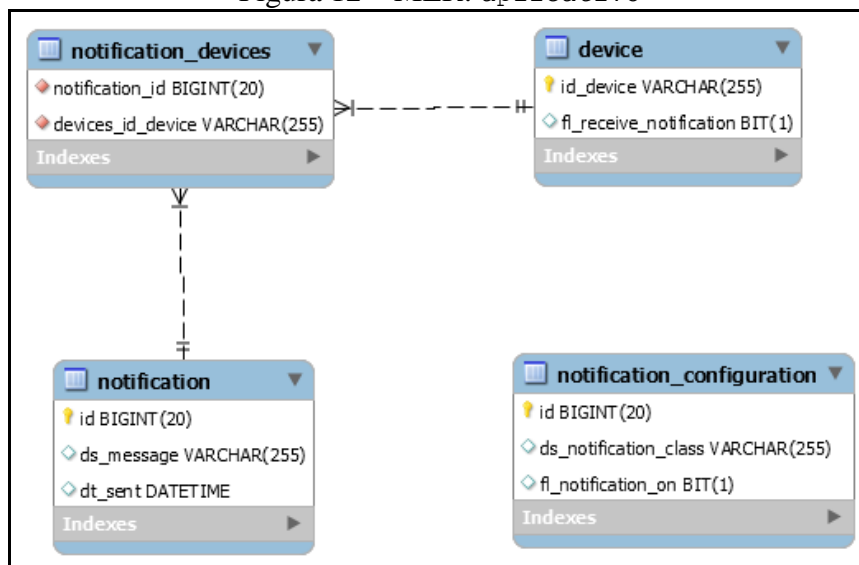 notification_devices
notification_id BIGINT(20)
devices_id_device VARCHAR(255)
Indexes
device
id_device VARCHAR(255)
fl_receive_notification BIT(1)
Indexes
notification
id BIGINT(20)
ds_message VARCHAR(255)
dt_sent DATETIME
Indexes
notification_configuration
id BIGINT(20)
ds_notification_class VARCHAR(255)
fl_notification_on BIT(1)
Indexes